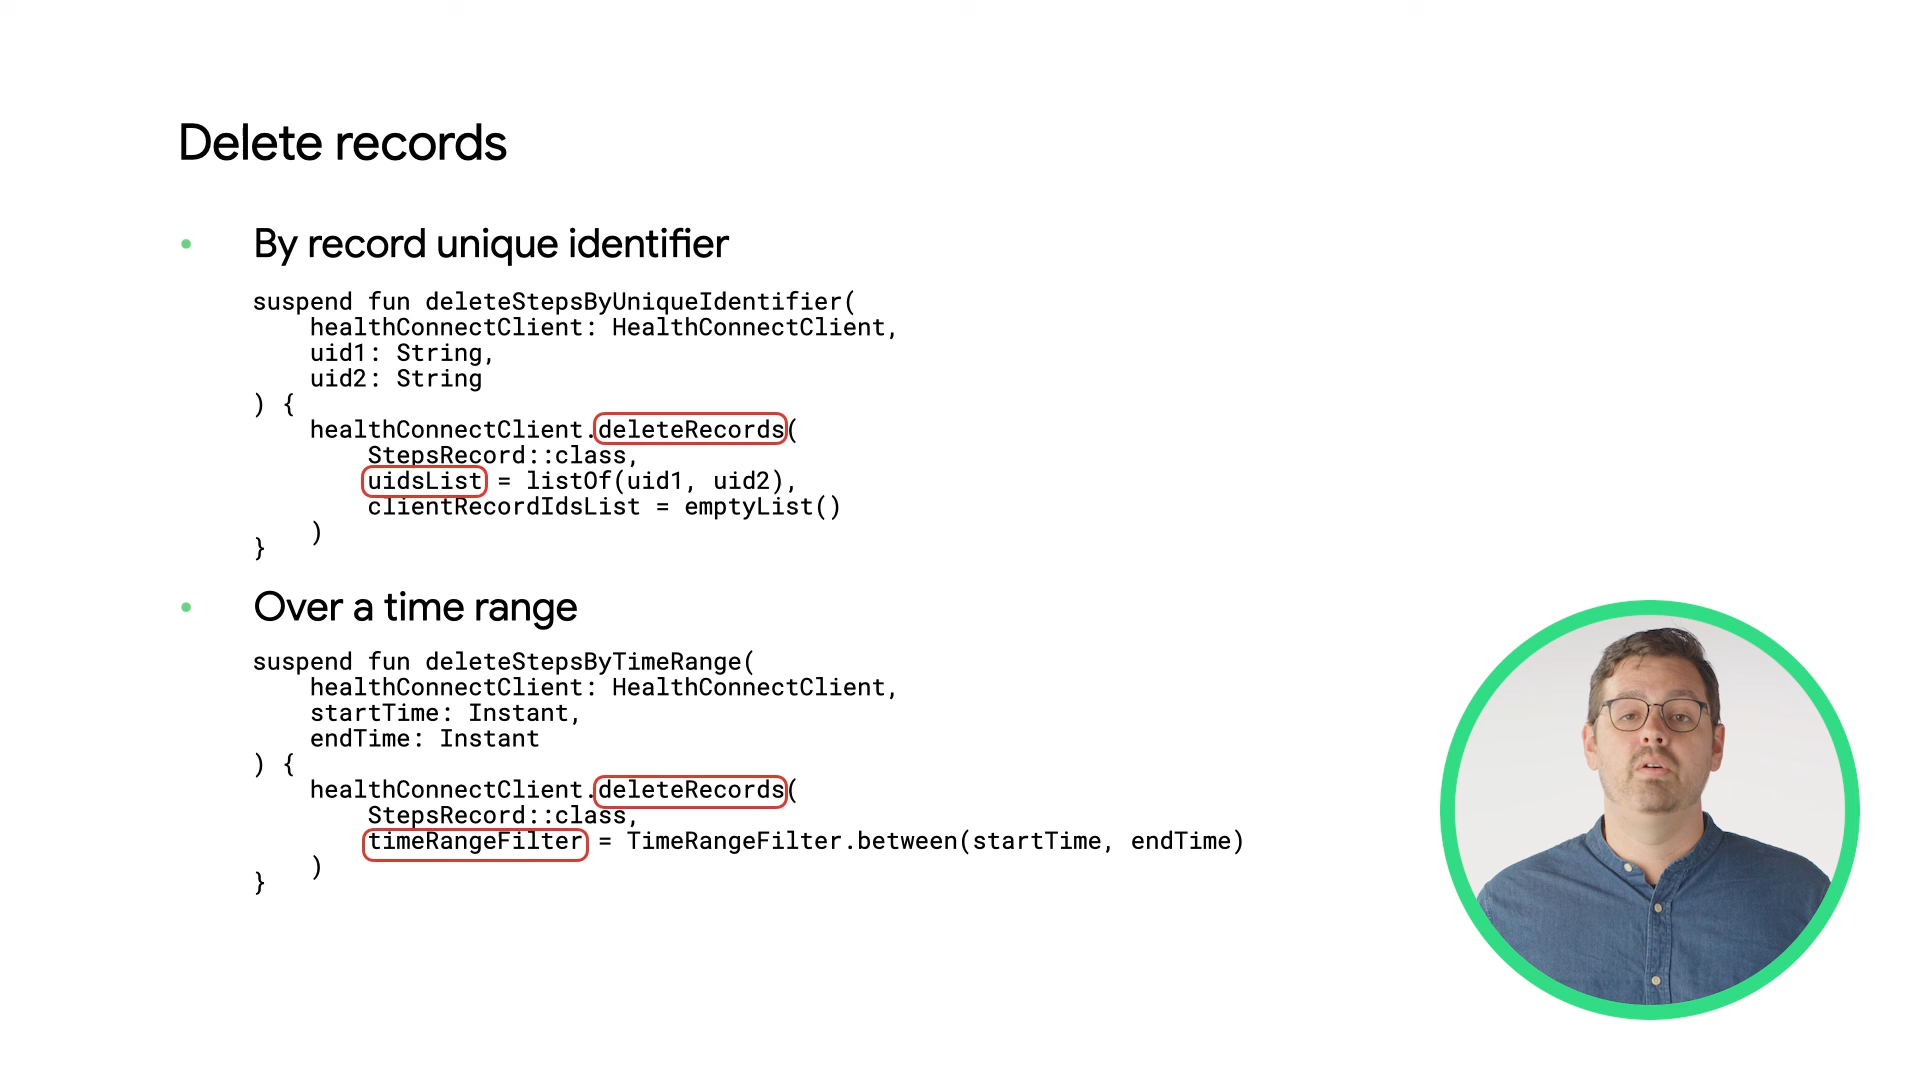 Delete records
• By record unique identifier
suspend fun deleteStepsByUniqueIdentifier(
    healthConnectClient: HealthConnectClient,
    uid1: String,
    uid2: String
) {
    healthConnectClient.deleteRecords(
        StepsRecord::class,
        uidsList = listOf(uid1, uid2),
        clientRecordIdsList = emptyList()
    )
}
• Over a time range
suspend fun deleteStepsByTimeRange(
    healthConnectClient: HealthConnectClient,
    startTime: Instant,
    endTime: Instant
) {
    healthConnectClient.deleteRecords(
        StepsRecord::class,
        timeRangeFilter = TimeRangeFilter.between(startTime, endTime)
    )
}